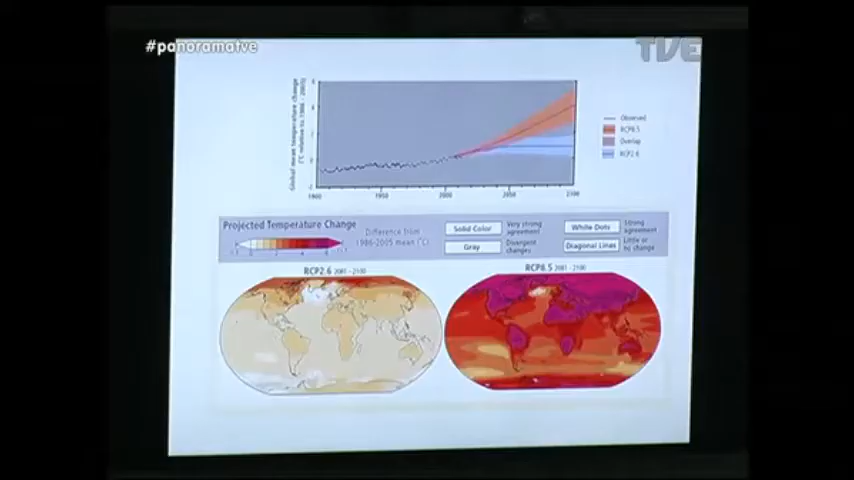 #panoramatve
TVE
Global mean temperature change
(°C relative to 1986 - 2005)
1900
1950
2000
2050
2100
Observed
RCP8.5
Overlap
RCP2.6
Projected Temperature Change
Difference from
1986-2005 mean (°C)
Solid Color
Very strong
agreement
White Dots
Strong
agreement
Gray
Divergent
changes
Diagonal Lines
Little or
no change
RCP2.6 2081 - 2100
RCP8.5 2081 - 2100